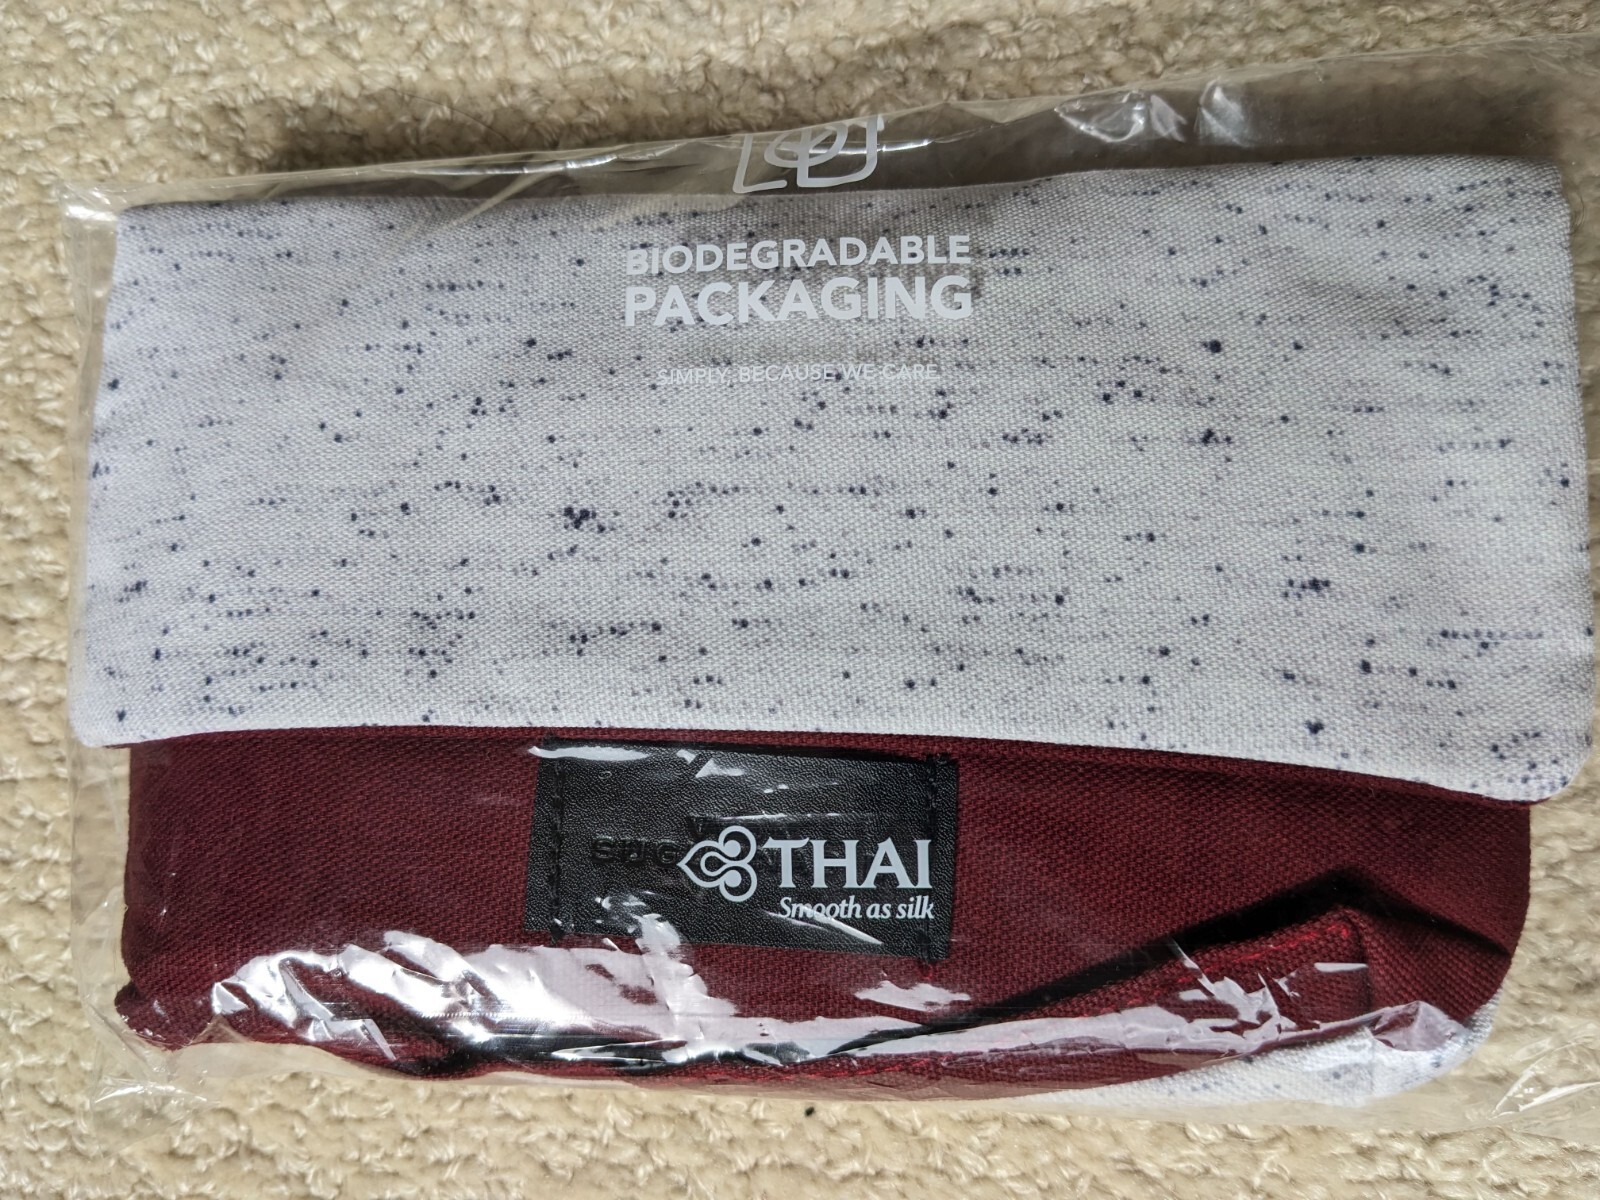 BIODEGRADABLE
PACKAGING
SIMPLY, BECAUSE WE CARE
THAI
Smooth as silk